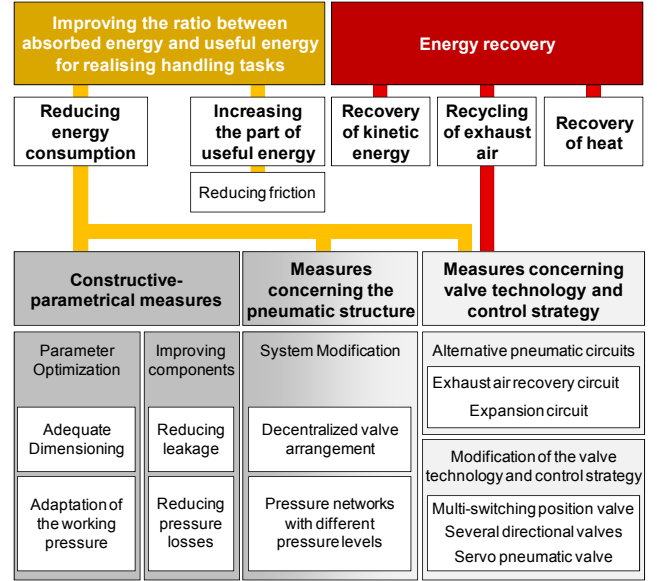 Improving the ratio between
absorbed energy and useful energy
for realising handling tasks
Energy recovery
Reducing
energy
consumption
Increasing
the part of
useful energy
Recovery
of kinetic
energy
Recycling
of exhaust
air
Recovery
of heat
Reducing friction
Constructive-
parametrical measures
Measures
concerning the
pneumatic structure
Measures concerning
valve technology and
control strategy
Parameter
Optimization
Improving
components
System Modification
Alternative pneumatic circuits
Exhaust air recovery circuit
Expansion circuit
Adequate
Dimensioning
Reducing
leakage
Decentralized valve
arrangement
Modification of the valve
technology and control strategy
Adaptation of
the working
pressure
Reducing
pressure
losses
Pressure networks
with different
pressure levels
Multi-switching position valve
Several directional valves
Servo pneumatic valve